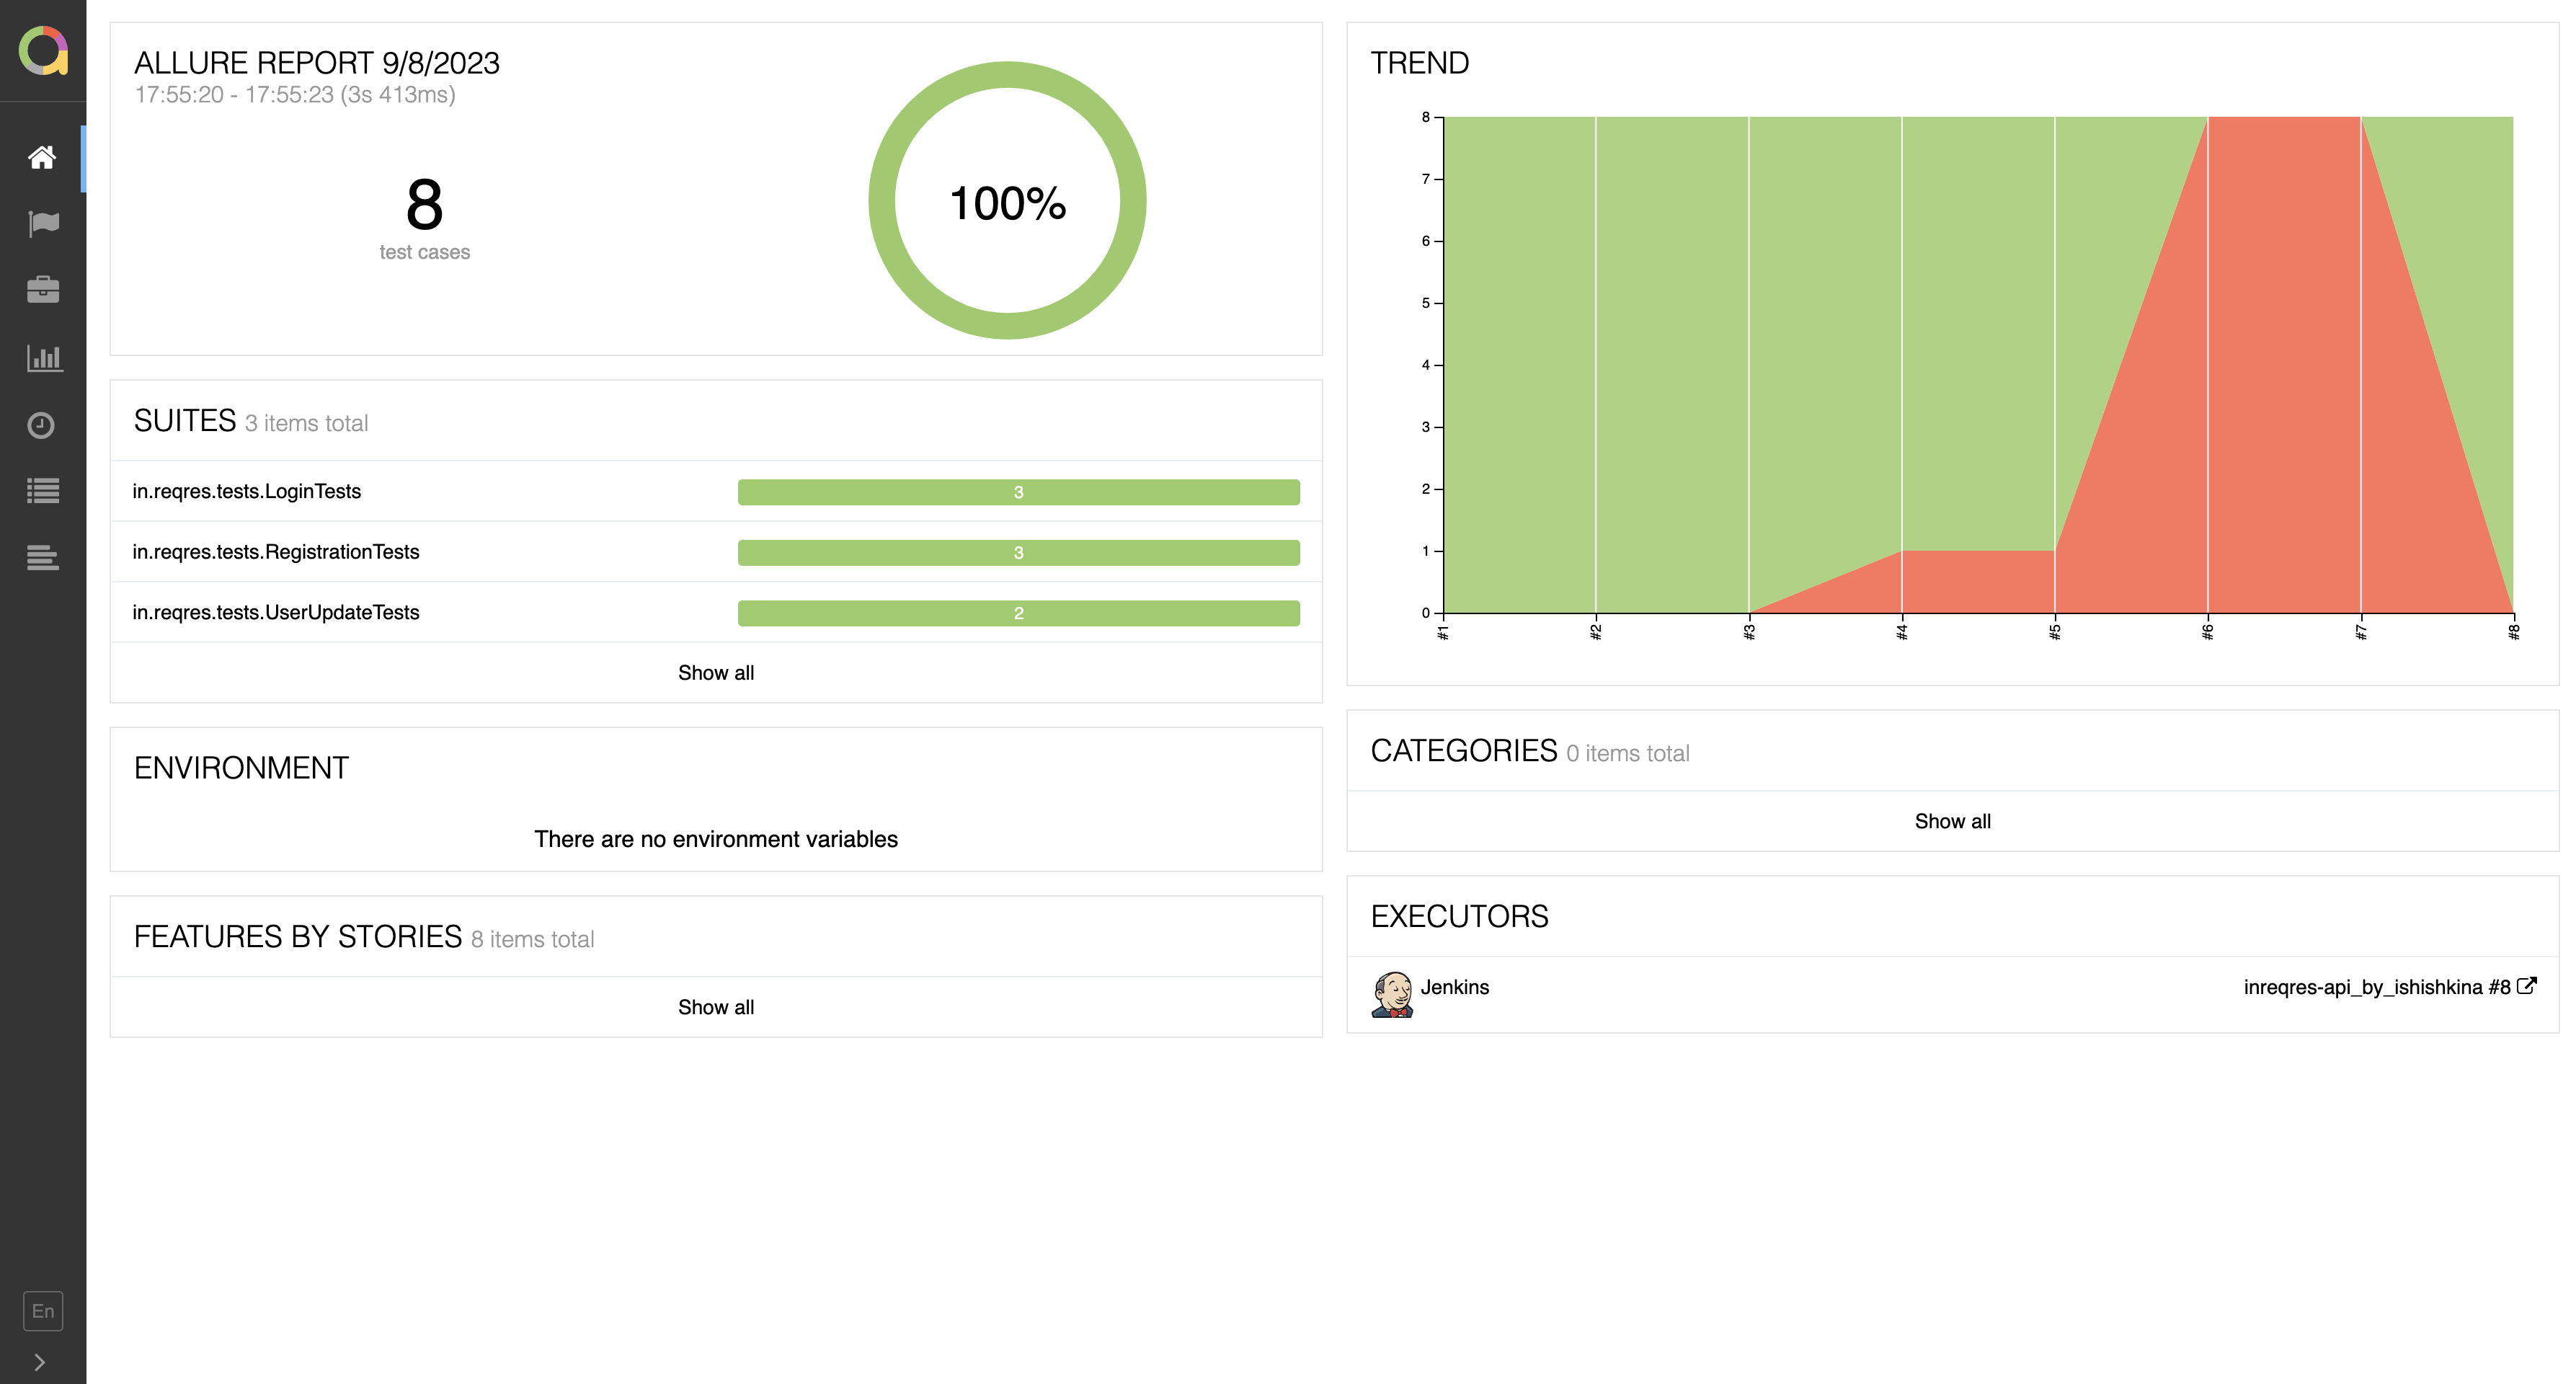 ALLURE REPORT 9/8/2023
17:55:20 - 17:55:23 (3s 413ms)
8
test cases
100%
SUITES 3 items total
in.reqres.tests.LoginTests 3
in.reqres.tests.RegistrationTests 3
in.reqres.tests.UserUpdateTests 2
Show all
ENVIRONMENT
There are no environment variables
FEATURES BY STORIES 8 items total
Show all
TREND
8
7
6
5
4
3
2
1
0
#1 #2 #3 #4 #5 #6 #7 #8
CATEGORIES 0 items total
Show all
EXECUTORS
Jenkins inreqres-api_by_ishishkina #8
En